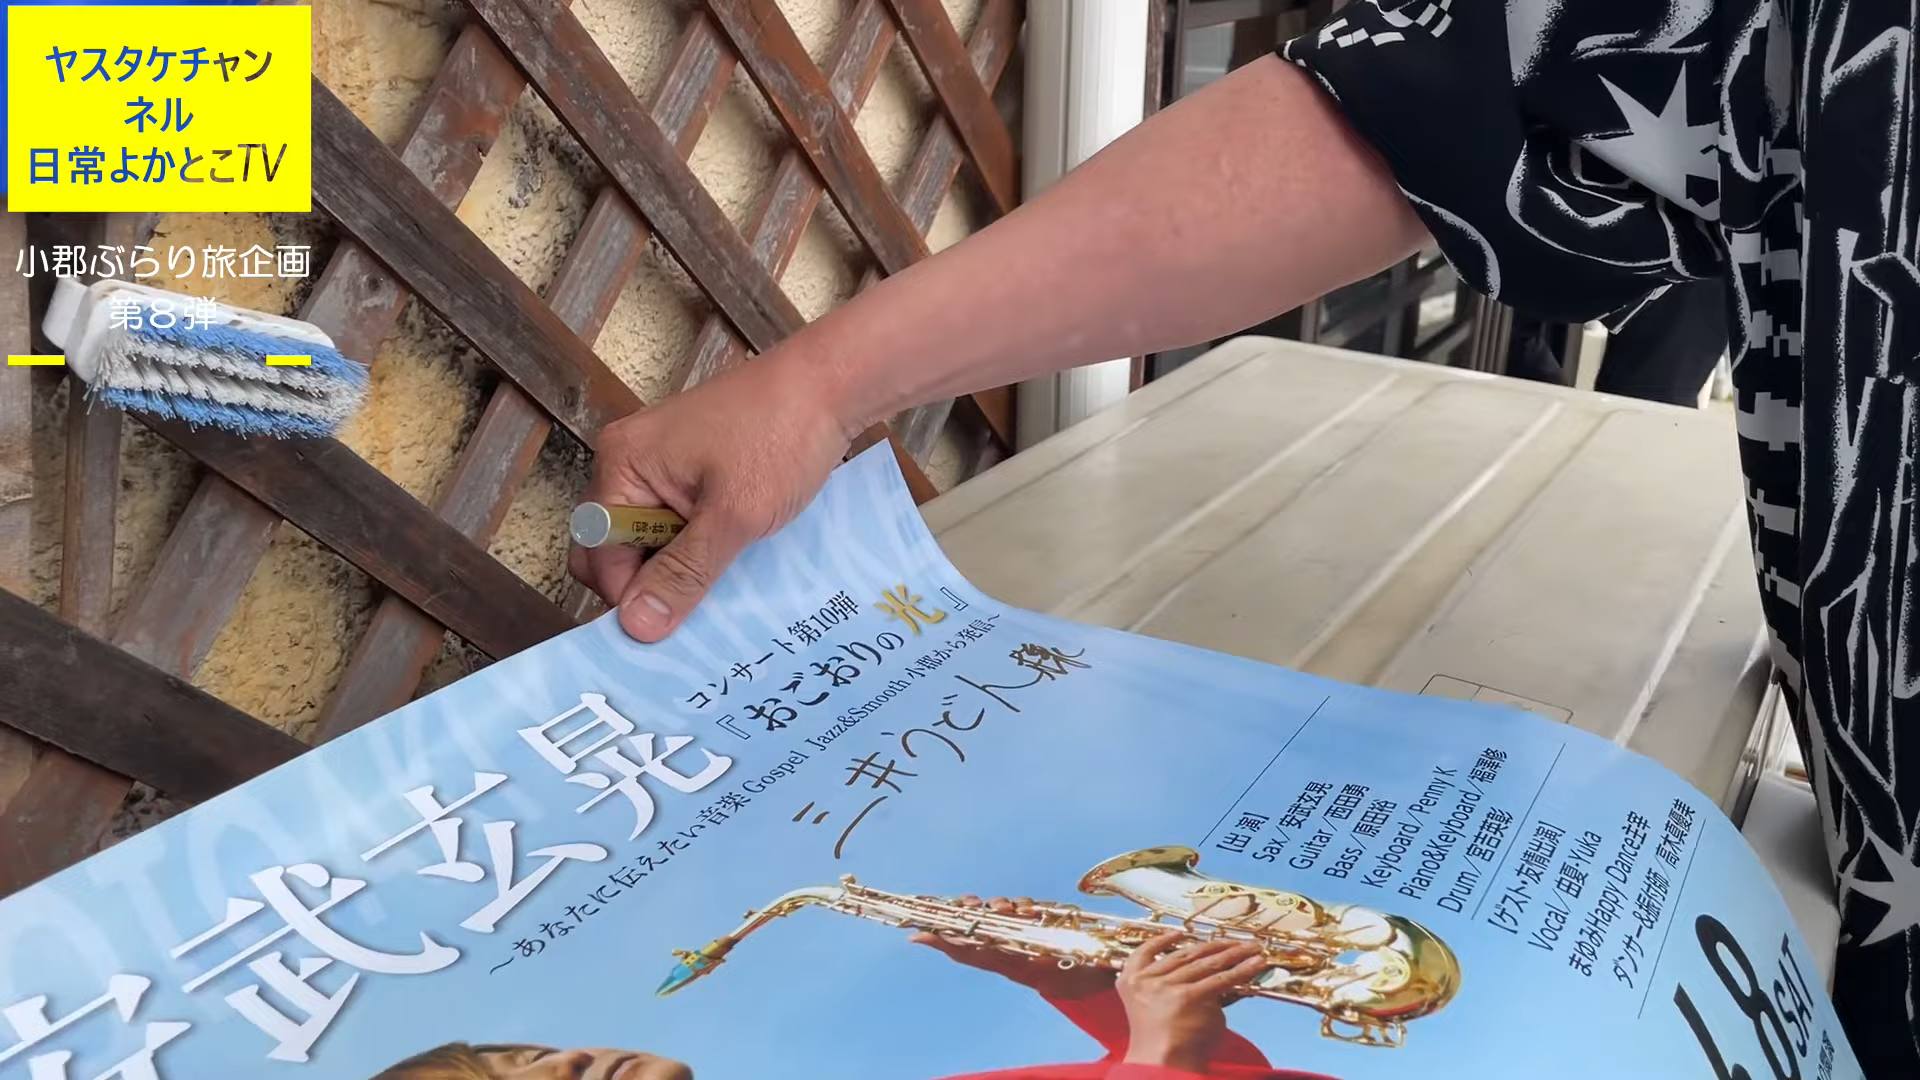 ヤスタケチャン
ネル
日常よかとこTV
小郡ぶらり旅企画
第８弾
安武玄晃
コンサート第10弾
『おごおりの光』
～あなたに伝えたい音楽 Gospel Jazz&Smooth 小郡から発信～
三井うどん様
【出演】
Sax / 安武玄晃
Guitar / 西田勇
Bass / 原田裕
Keyboard / Penny K
Piano&Keyboard / 福澤修
Drum / 宮吉英彰
【ゲスト・友情出演】
Vocal / 由夏-Yuka
まゆみHappy Dance主宰
ダンサー&振付師 / 高木真優美
8 SAT